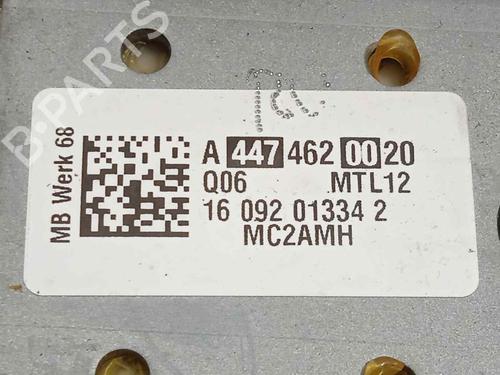 B-PARTS
MB Werk 68
A 447 462 00 20
Q06 MTL12
16 092 01334 2
MC2AMH